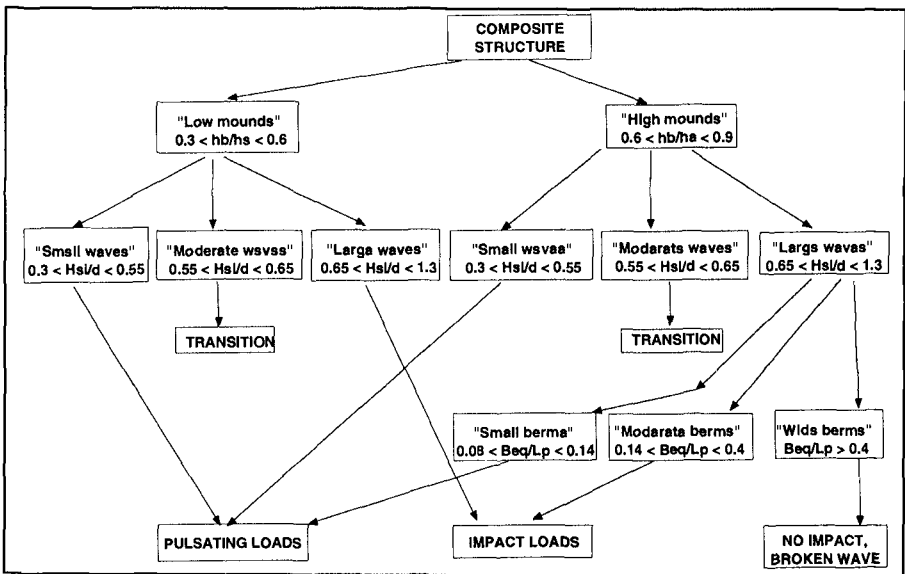 COMPOSITE
STRUCTURE
"Low mounds"
0.3 < hb/hs < 0.6
"High mounds"
0.6 < hb/ha < 0.9
"Smsll waves"
0.3 < Hsl/d < 0.55
"Moderate wsvss"
0.55 < Hsl/d < 0.65
"Larga waves"
0.65 < Hsl/d < 1.3
"Small wsvaa"
0.3 < Hsl/d < 0.55
"Modarats waves"
0.55 < Hsl/d < 0.65
"Largs wavas"
0.65 < Hsl/d < 1.3
TRANSITION
TRANSITION
"Small berma"
0.08 < Beq/Lp < 0.14
"Modarata berms"
0.14 < Beq/Lp < 0.4
"Wlds berms"
Beq/Lp > 0.4
PULSATING LOADS
IMPACT LOADS
NO IMPACT,
BROKEN WAVE